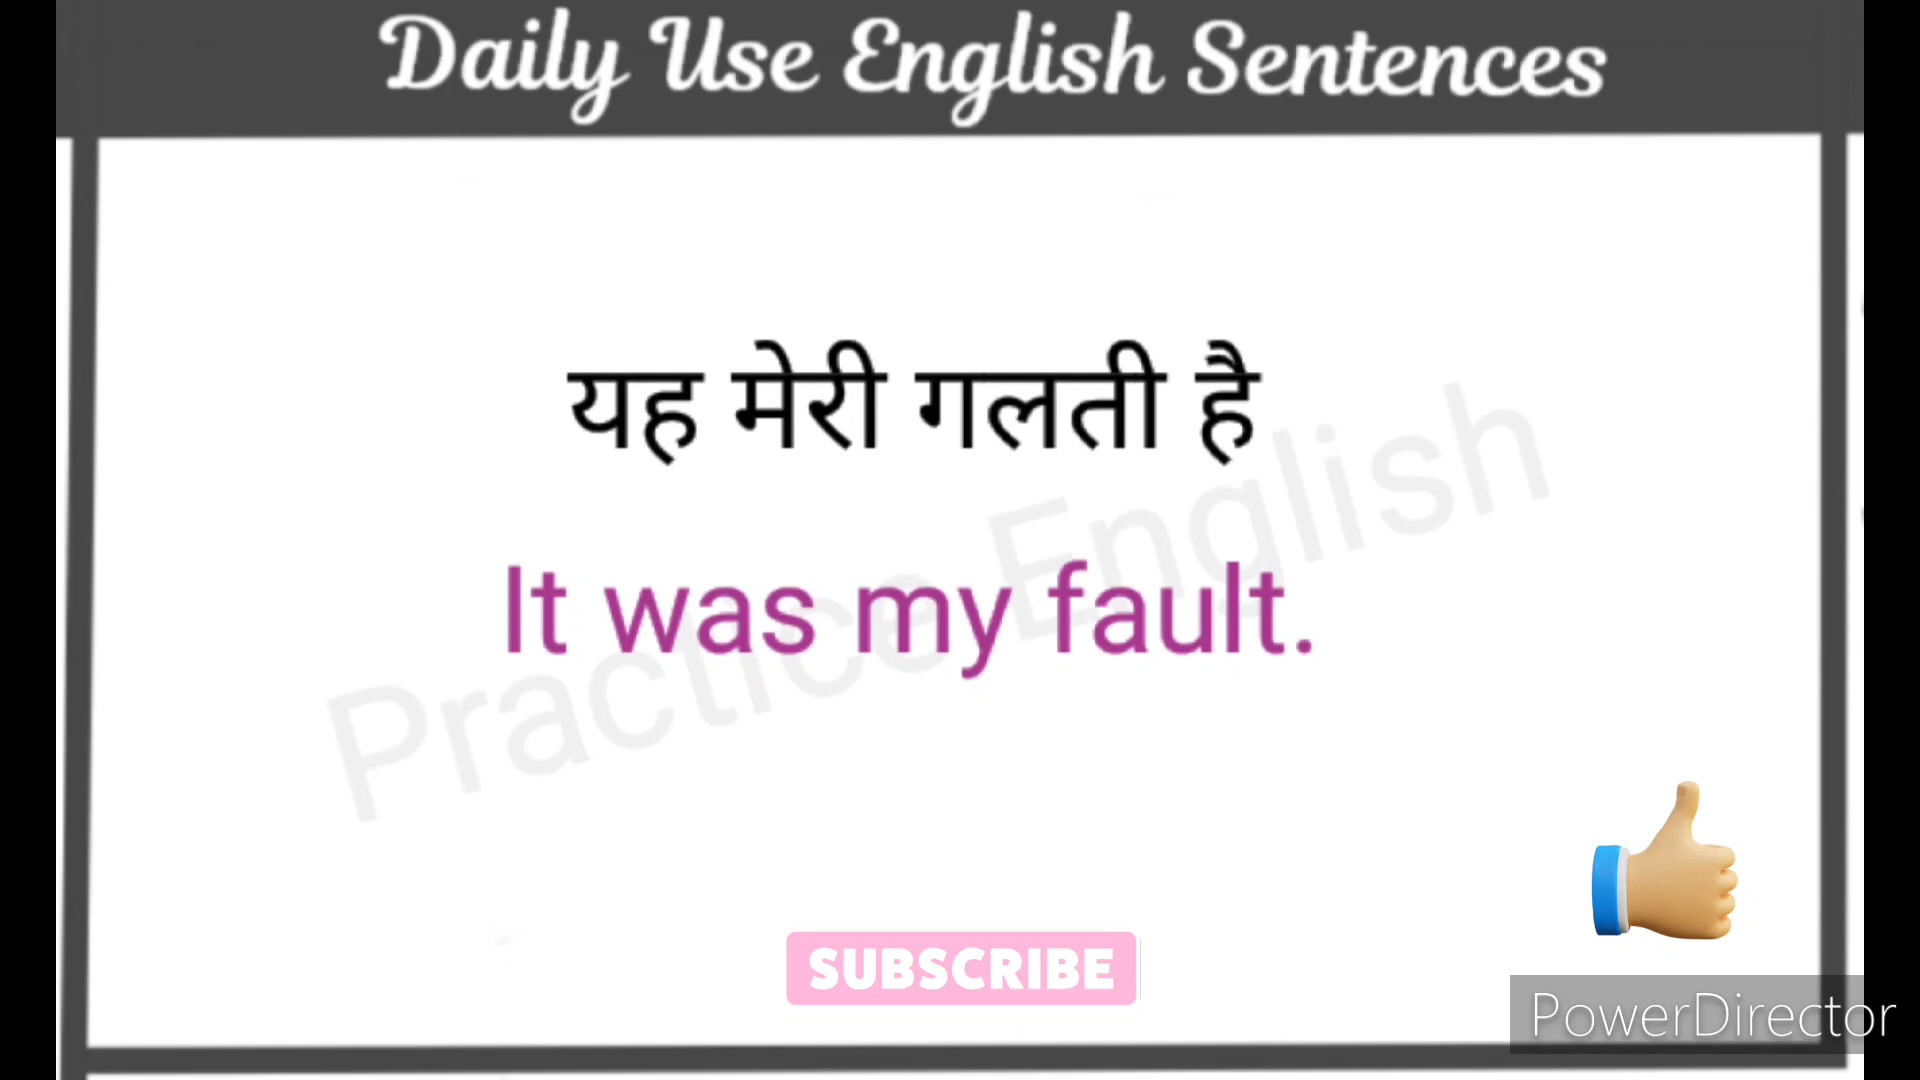 Daily Use English Sentences
यह मेरी गलती है
It was my fault.
Practice English
SUBSCRIBE
PowerDirector